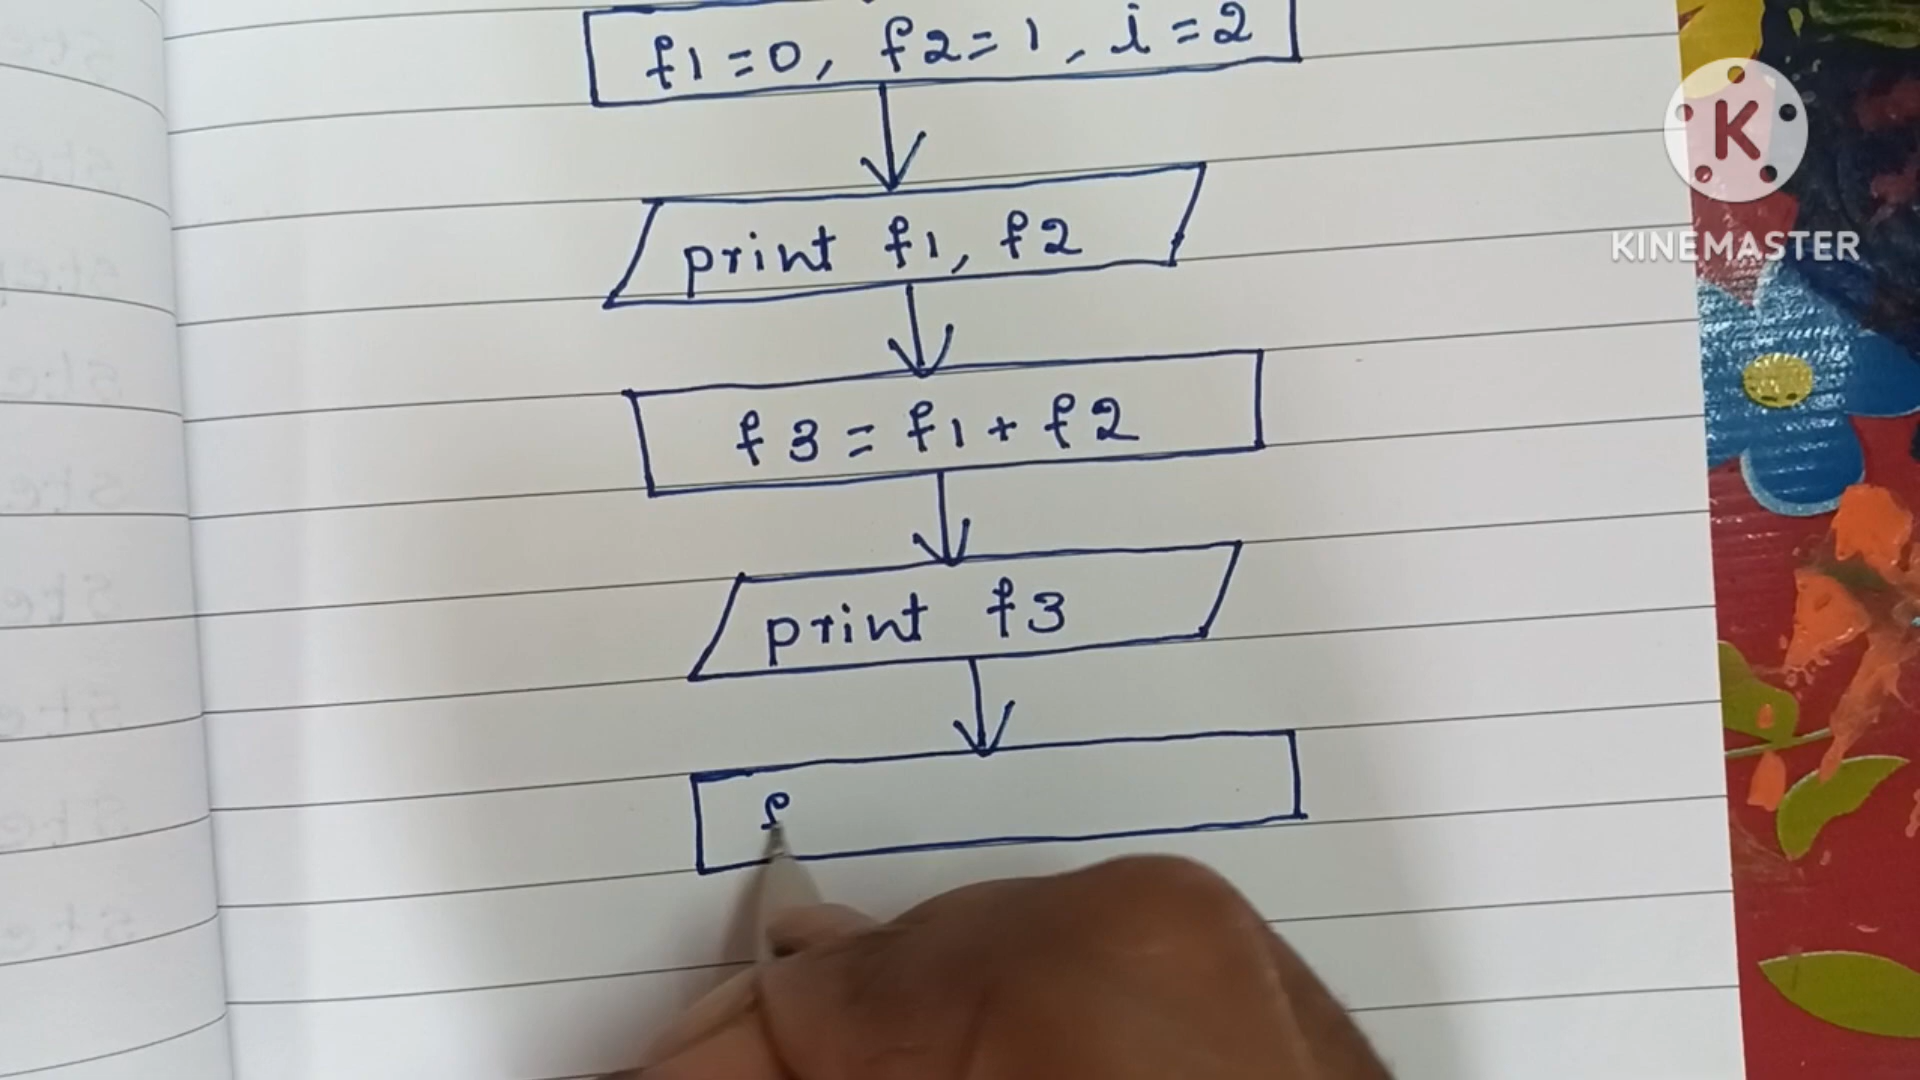 f1=0, f2=1, i=2
K
KINEMASTER
print f1, f2
f3=f1+f2
print f3
f